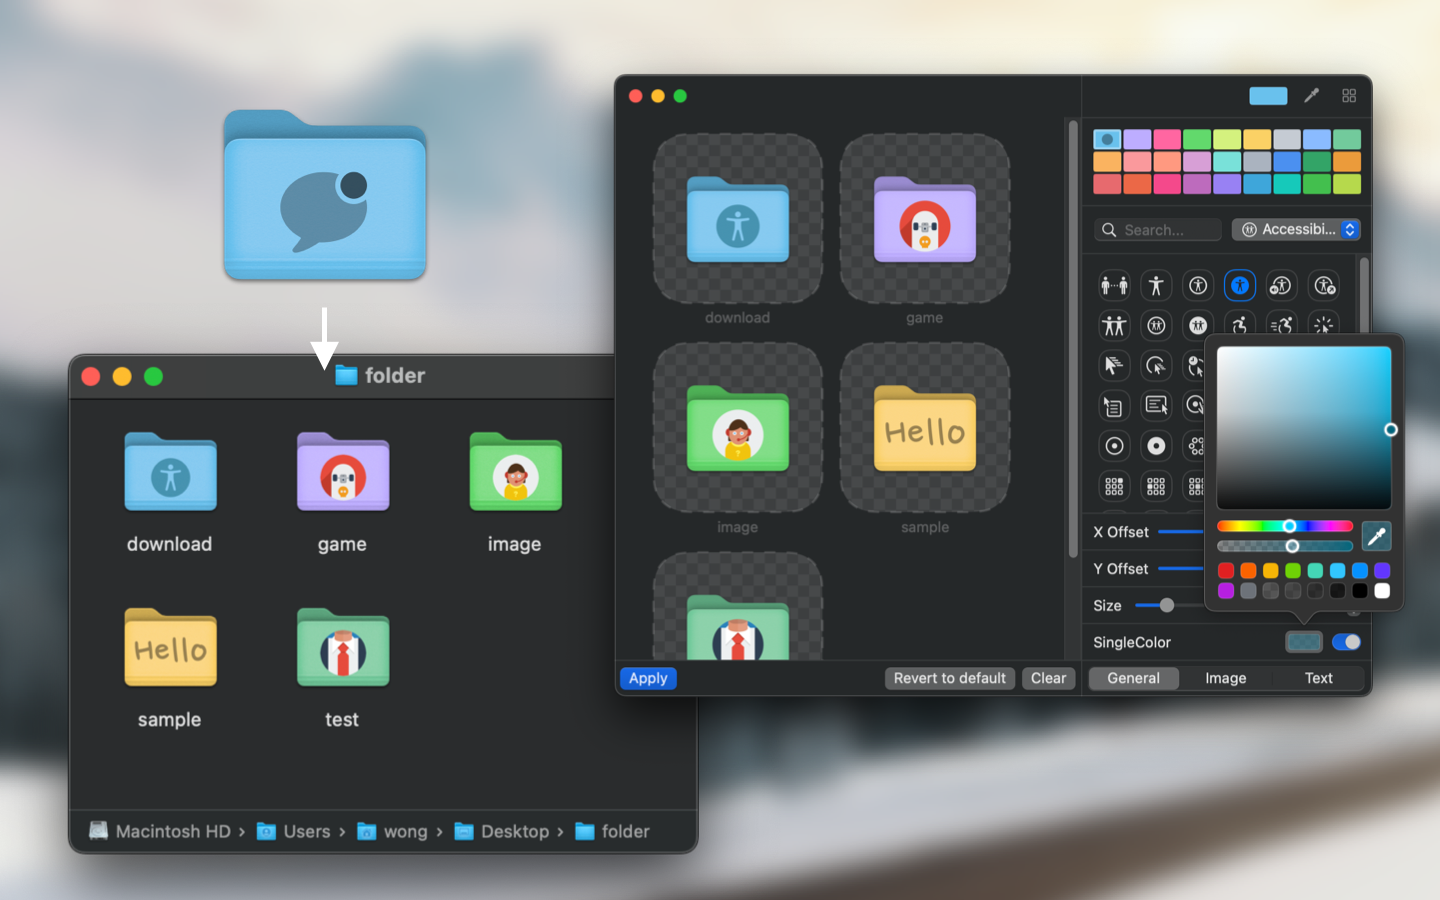 folder
download
game
image
Hello
sample
test
Macintosh HD › Users › wong › Desktop › folder
download
game
image
Hello
sample
Apply
Revert to default
Clear
Search...
Accessibi...
X Offset
Y Offset
Size
SingleColor
General
Image
Text